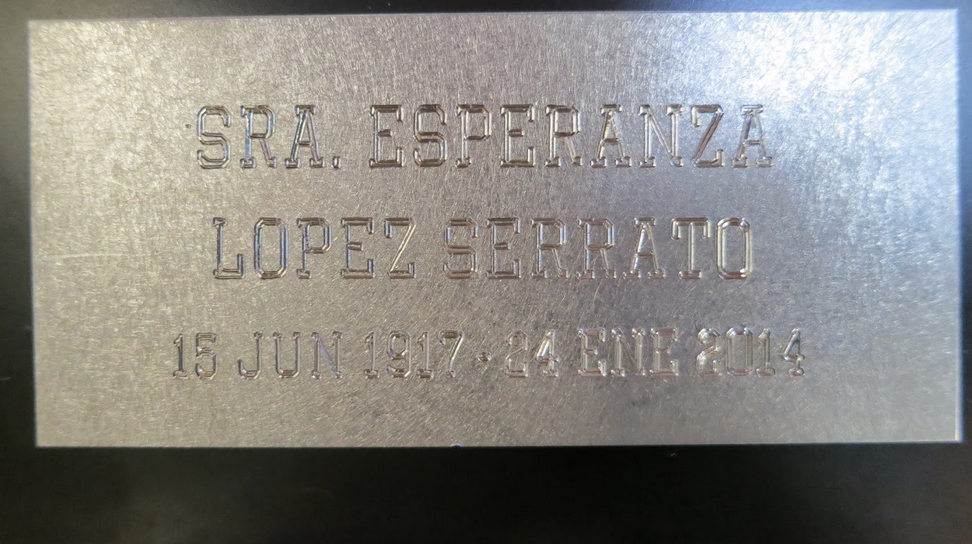 SRA. ESPERANZA
LOPEZ SERRATO
15 JUN 1917 · 24 ENE 2014